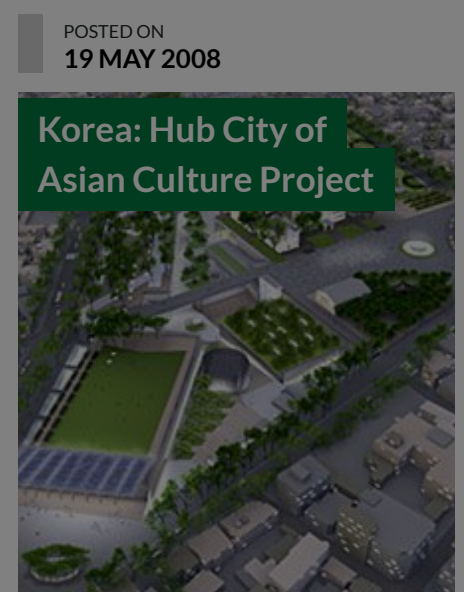 POSTED ON
19 MAY 2008
Korea: Hub City of
Asian Culture Project